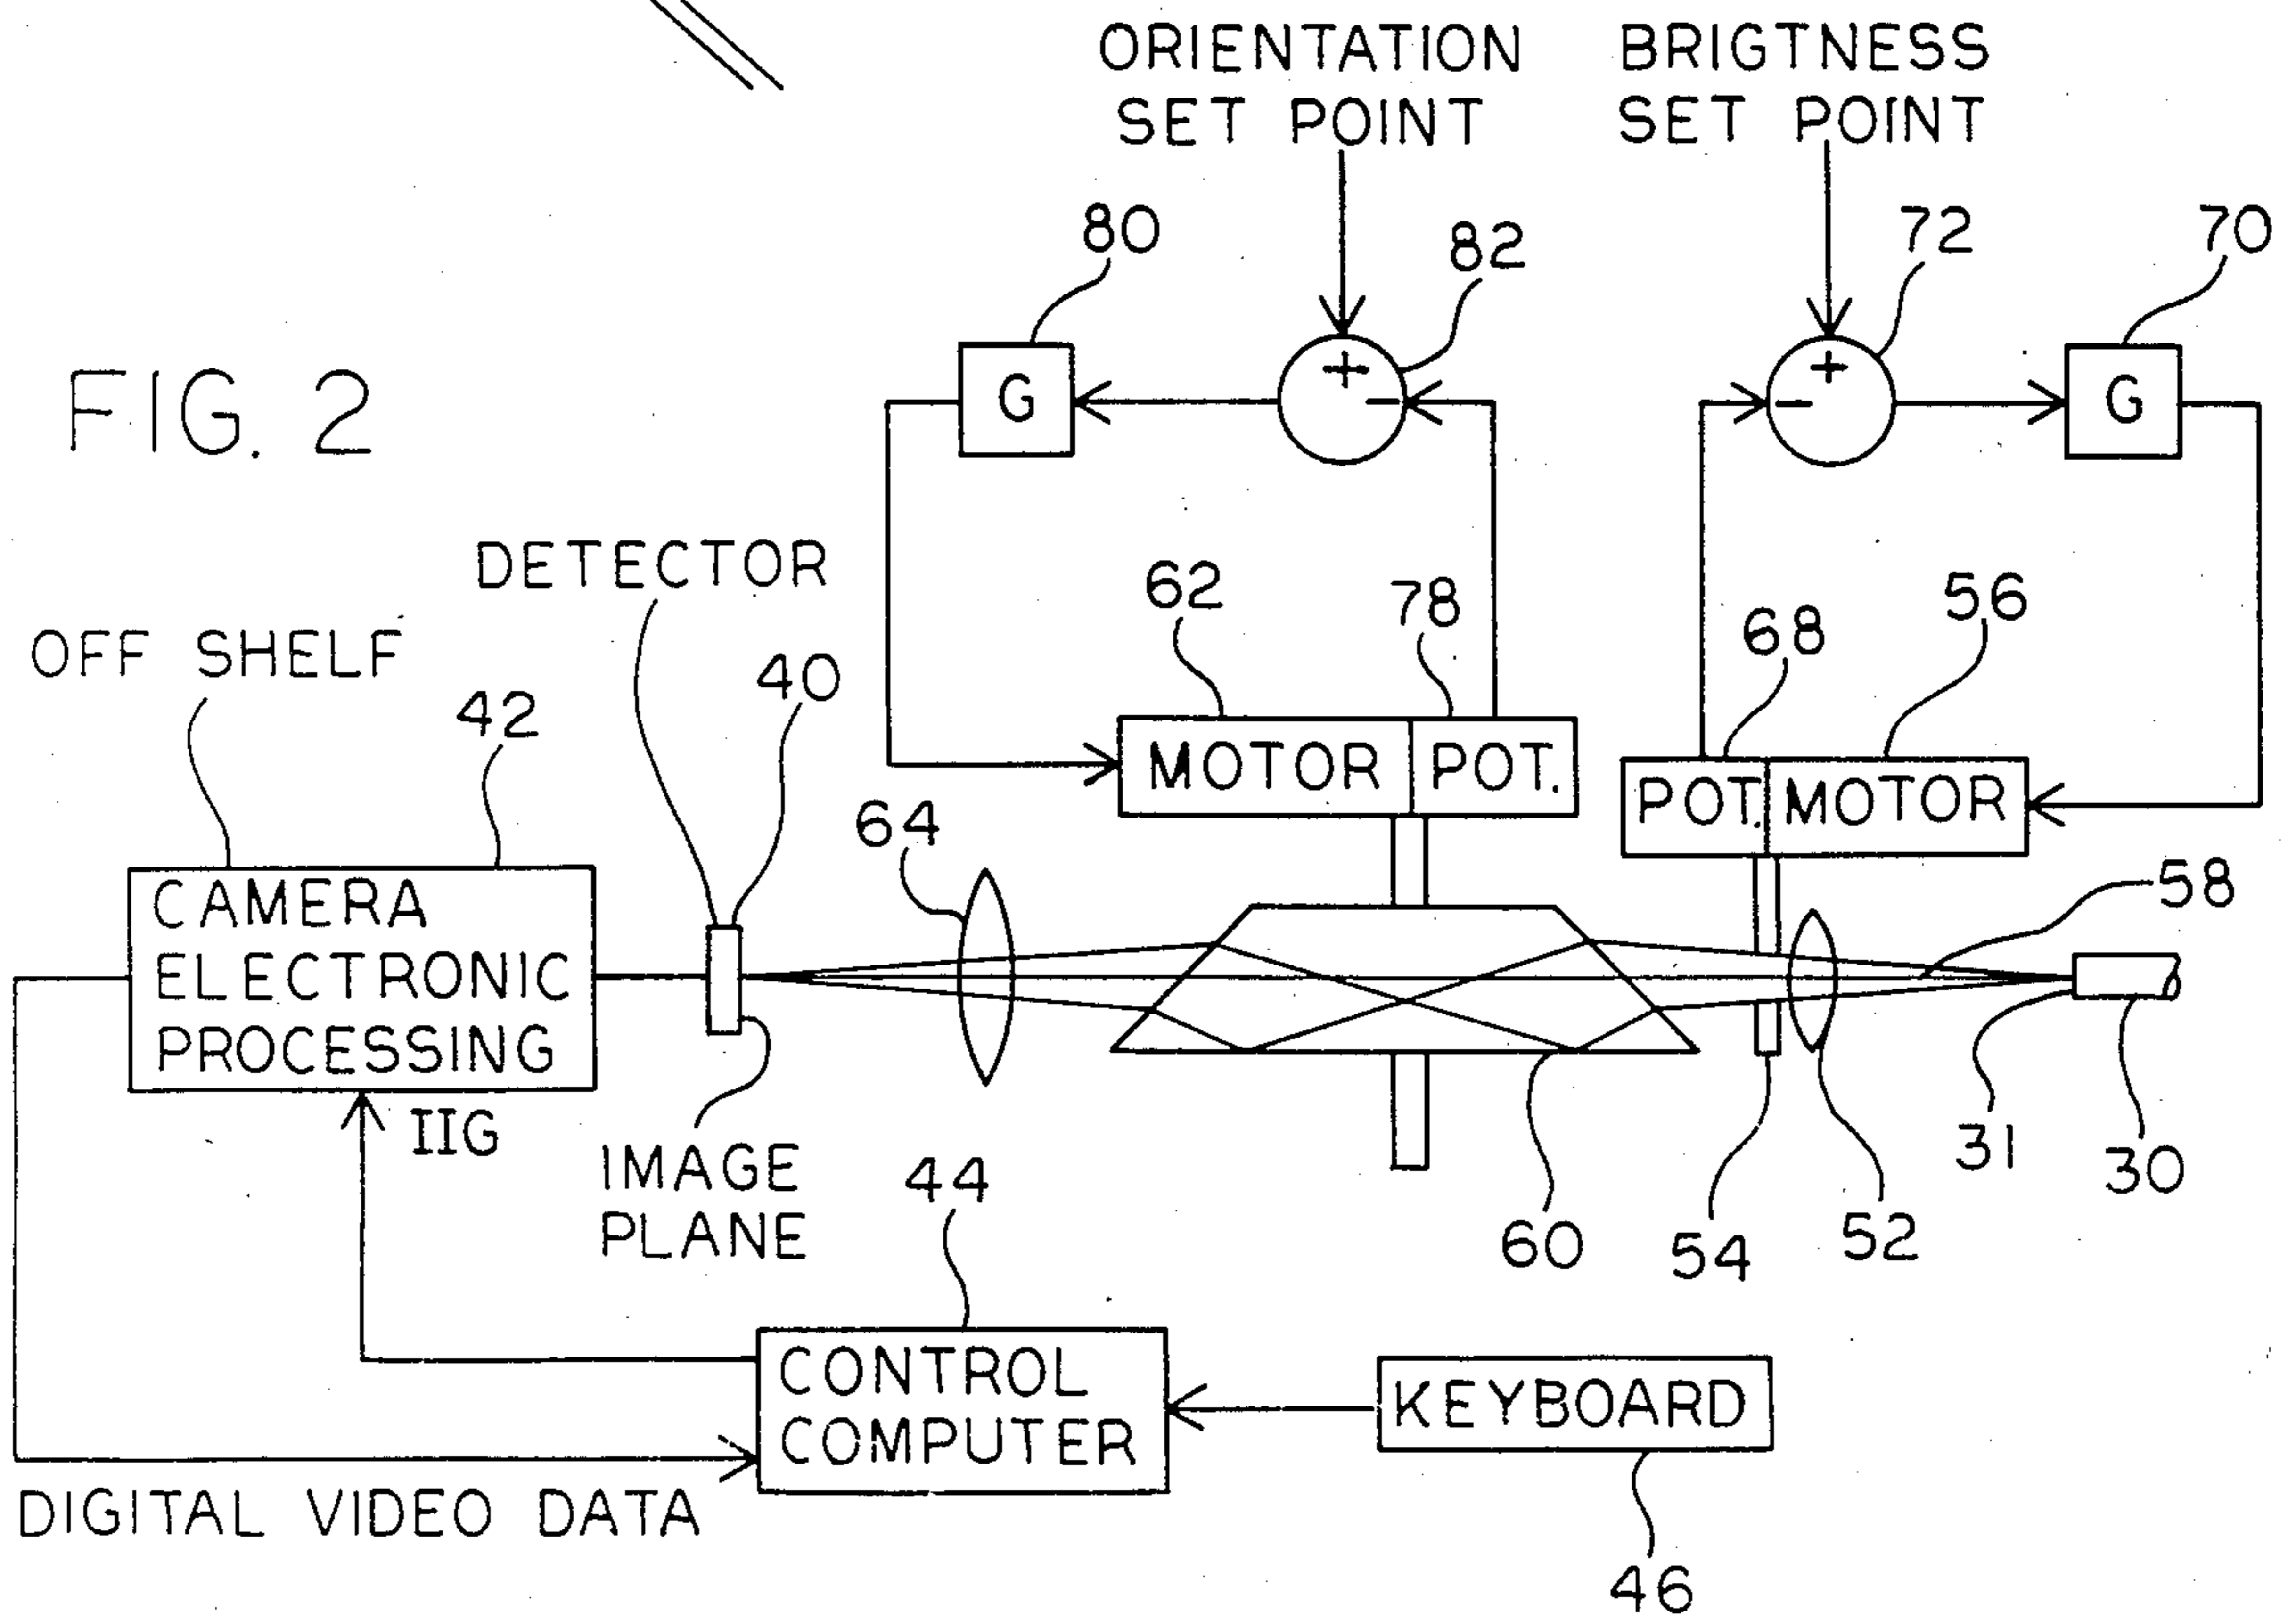 ORIENTATION
SET POINT
BRIGTNESS
SET POINT
80
82
72
70
FIG. 2
G
+
-
+
-
G
DETECTOR
62
78
68
56
OFF SHELF
40
42
MOTOR
POT.
POT.
MOTOR
64
58
CAMERA
ELECTRONIC
PROCESSING
IIG
IMAGE
PLANE
44
60
54
52
31
30
CONTROL
COMPUTER
KEYBOARD
DIGITAL VIDEO DATA
46